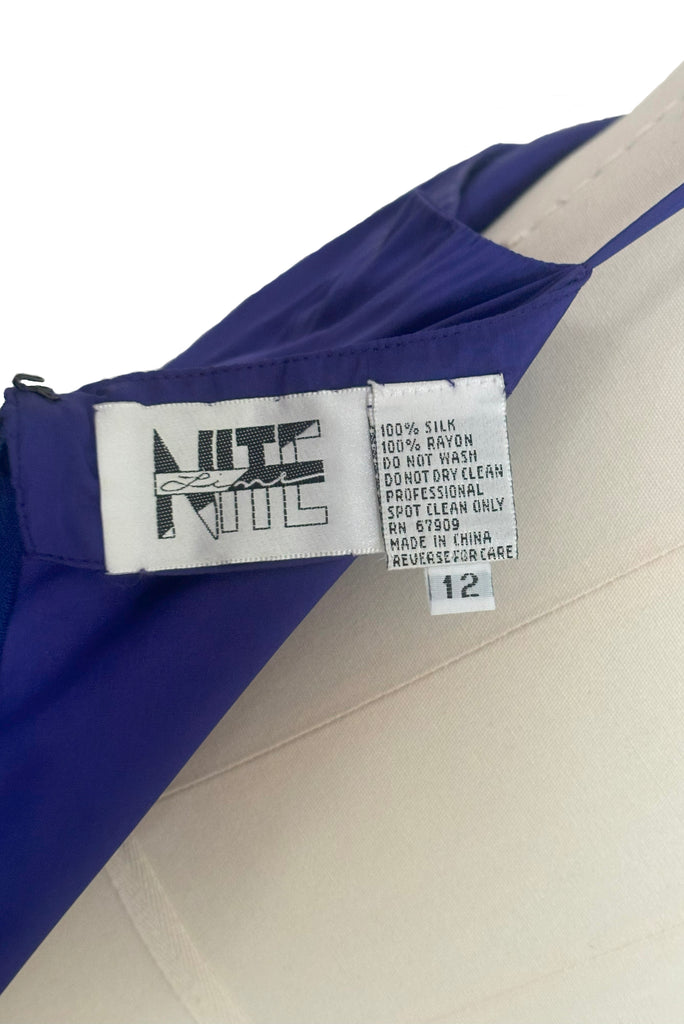 NITE
Lini
100% SILK
100% RAYON
DO NOT WASH
DO NOT DRY CLEAN
PROFESSIONAL
SPOT CLEAN ONLY
RN 67909
MADE IN CHINA
REVERSE FOR CARE
12